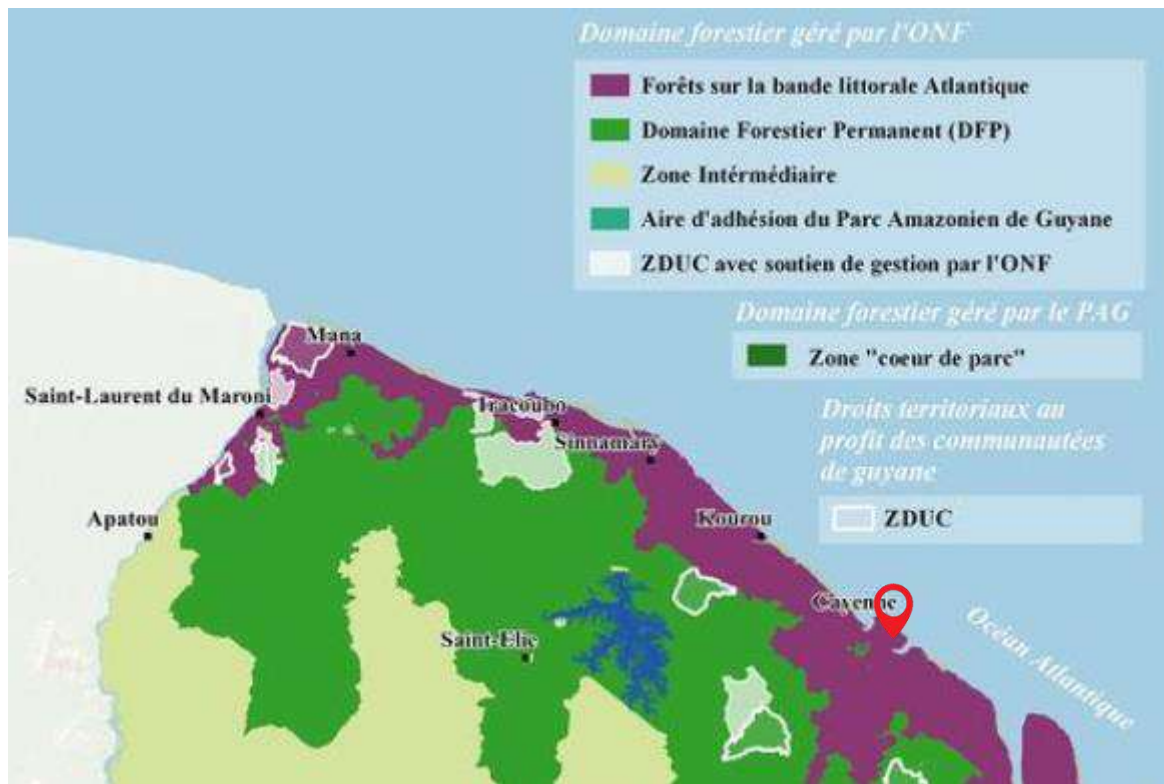 Domaine forestier géré par l'ONF
Forêts sur la bande littorale Atlantique
Domaine Forestier Permanent (DFP)
Zone Intérmédiaire
Aire d'adhésion du Parc Amazonien de Guyane
ZDUC avec soutien de gestion par l'ONF
Domaine forestier géré par le PAG
Zone "coeur de parc"
Droits territoriaux au
profit des communautées
de guyane
ZDUC
Mana
Saint-Laurent du Maroni
Iracoubo
Sinnamary
Apatou
Kourou
Cayenne
Océan Atlantique
Saint-Elie